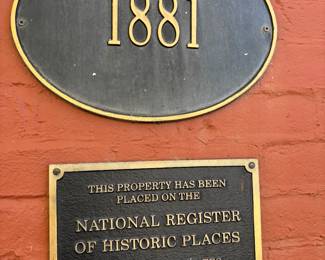 1881
THIS PROPERTY HAS BEEN
PLACED ON THE
NATIONAL REGISTER
OF HISTORIC PLACES